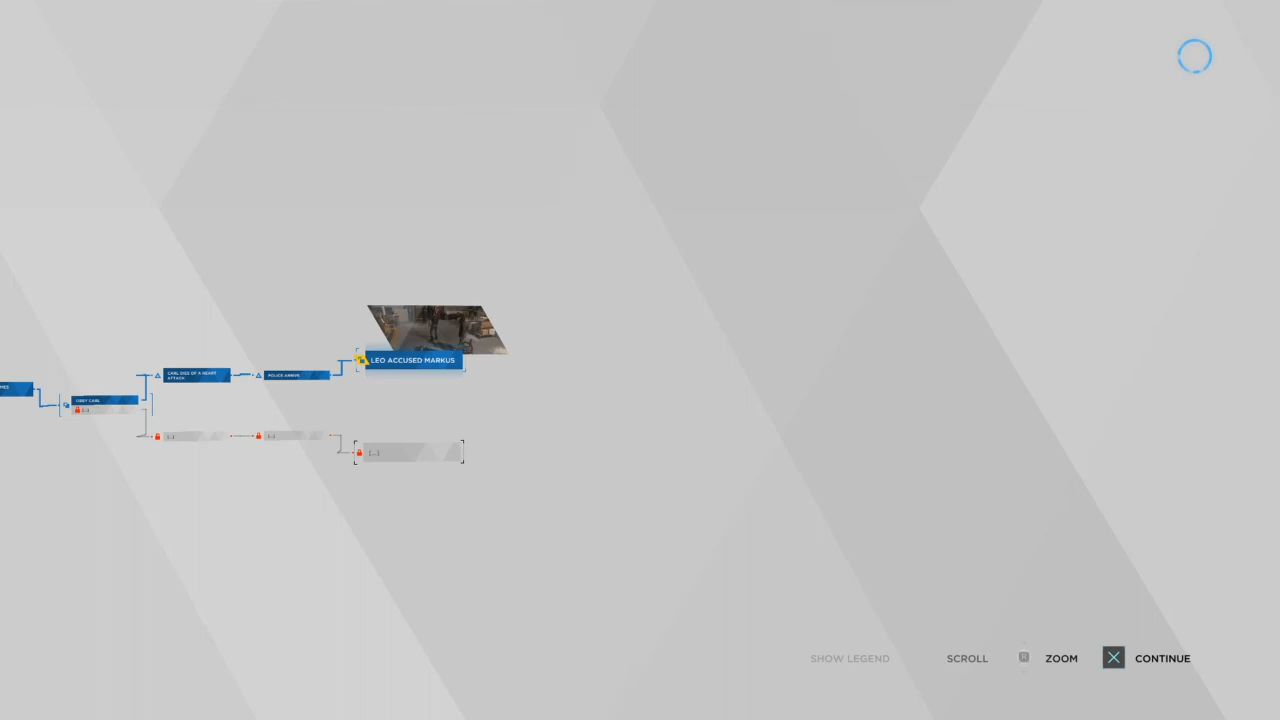 LEO ACCUSED MARKUS
CARL DIES OF A HEART
ATTACK
POLICE ARRIVE
OBEY CARL
[...]
[...]
[...]
[...]
SHOW LEGEND
SCROLL
R
ZOOM
CONTINUE